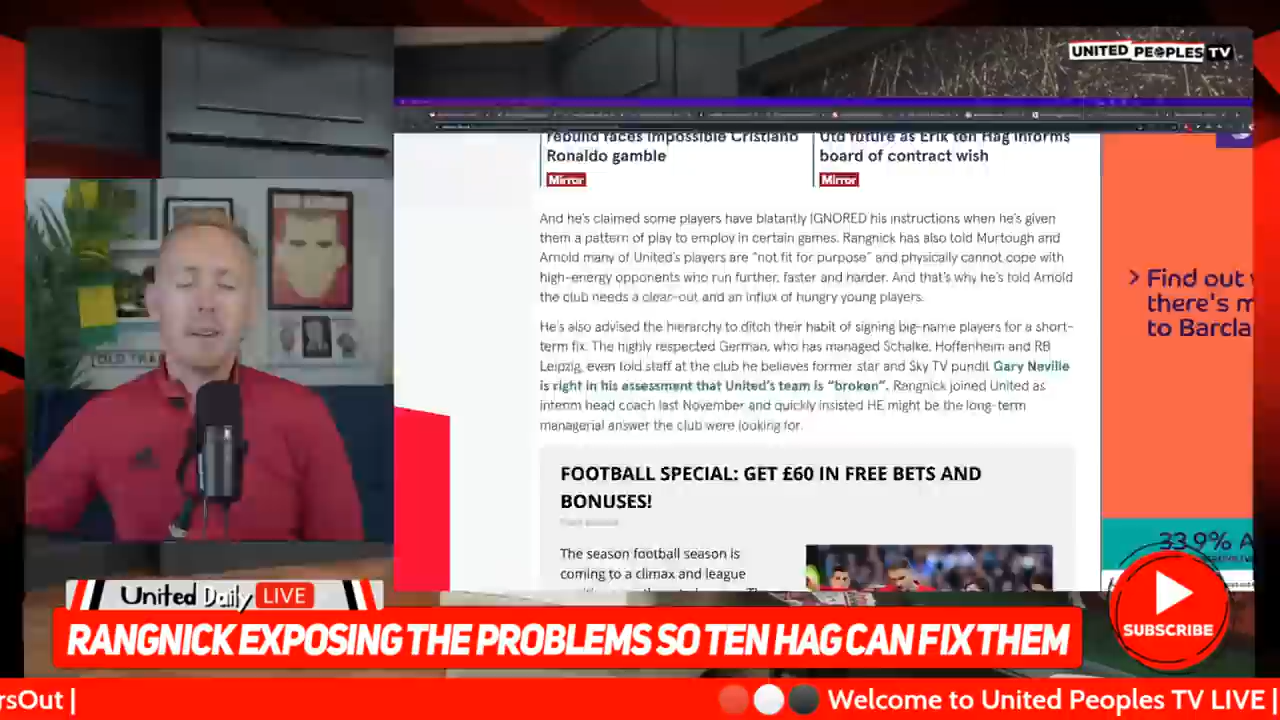 UNITED PEOPLES TV
rebuild faces impossible Cristiano
Ronaldo gamble
Mirror
Utd future as Erik ten Hag informs
board of contract wish
Mirror
And he's claimed some players have blatantly IGNORED his instructions when he's given
them a pattern of play to employ in certain games. Rangnick has also told Murtough and
Arnold many of United's players are "not fit for purpose" and physically cannot cope with
high-energy opponents who run further, faster and harder. And that's why he's told Arnold
the club needs a clear-out and an influx of hungry young players.
He's also advised the hierarchy to ditch their habit of signing big-name players for a short-
term fix. The highly respected German, who has managed Schalke, Hoffenheim and RB
Leipzig, even told staff at the club he believes former star and Sky TV pundit Gary Neville
is right in his assessment that United's team is "broken". Rangnick joined United as
interim head coach last November and quickly insisted HE might be the long-term
managerial answer the club were looking for.
FOOTBALL SPECIAL: GET £60 IN FREE BETS AND
BONUSES!
The season football season is
coming to a climax and league
> Find out
there's m
to Barcla
33.9% A
OLD TRA
United Daily LIVE
RANGNICK EXPOSING THE PROBLEMS SO TEN HAG CAN FIX THEM
SUBSCRIBE
rsOut |
Welcome to United Peoples TV LIVE |